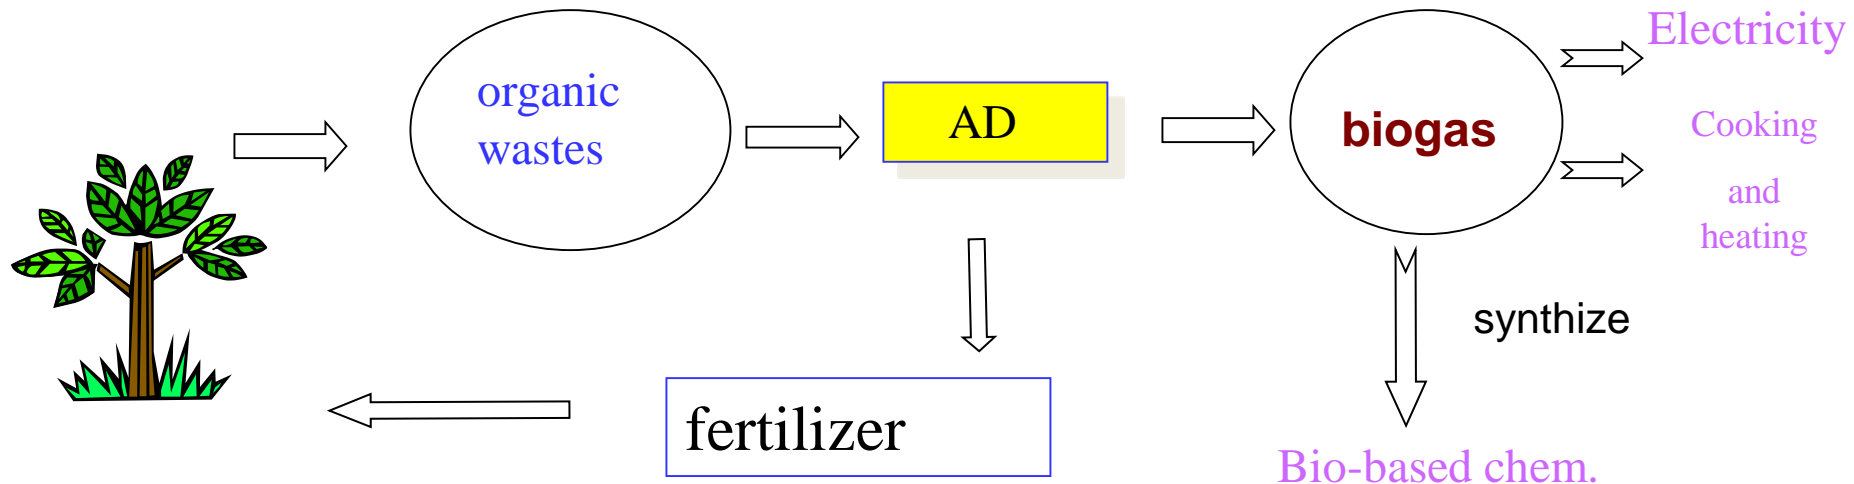 organic
wastes
AD
biogas
Electricity
Cooking
and
heating
synthize
fertilizer
Bio-based chem.